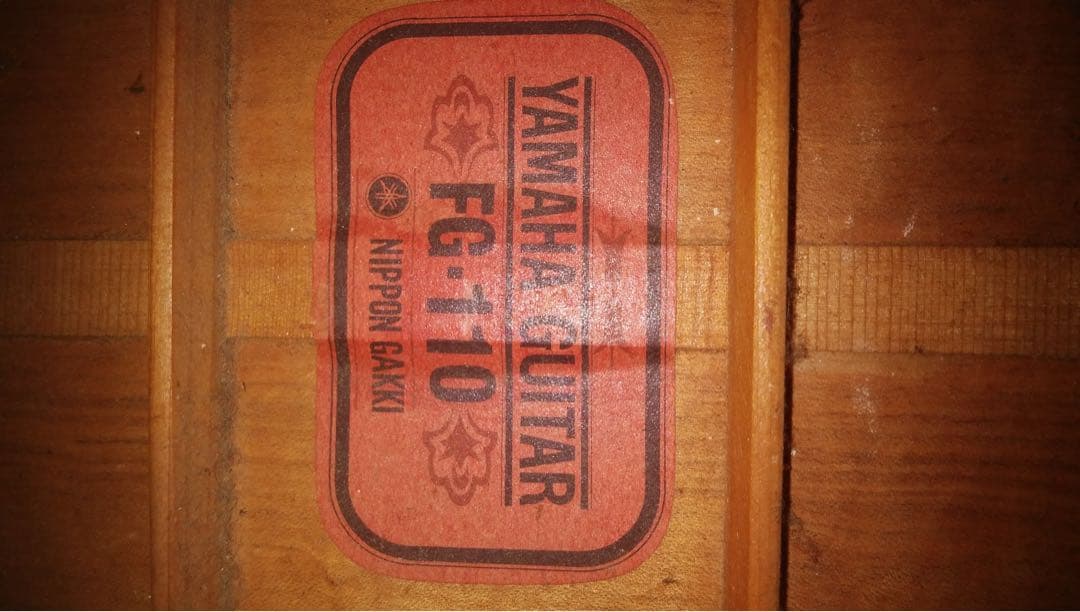 YAMAHA GUITAR
FG-110
NIPPON GAKKI